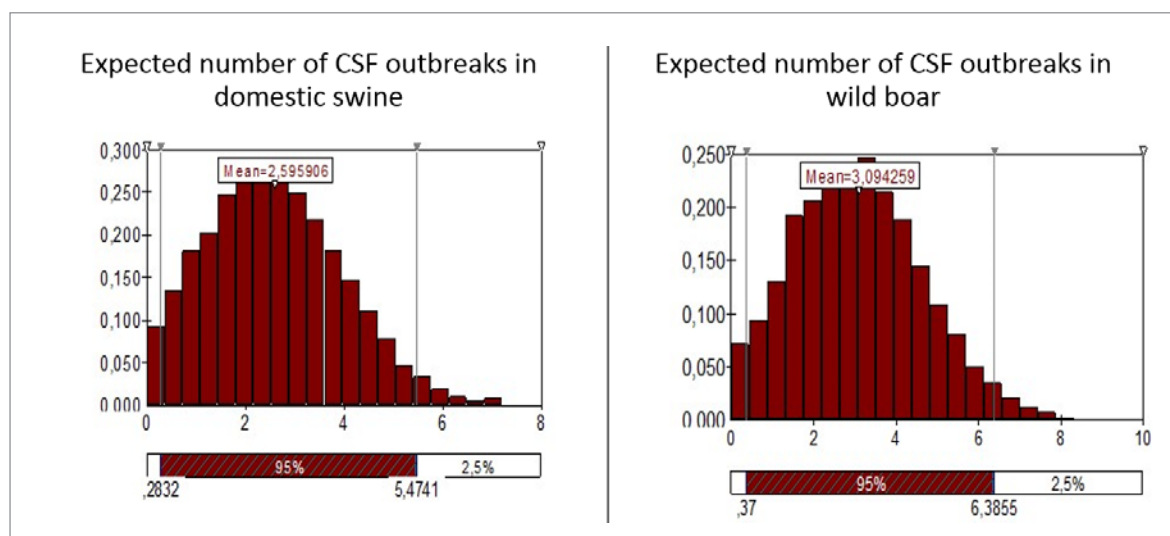 Expected number of CSF outbreaks in
domestic swine
0,300
0,250
0,200
0,150
0,100
0,050
0,000
Mean=2,595906
0 2 4 6 8
95% 2,5%
,2832 5,4741
Expected number of CSF outbreaks in
wild boar
0,250
0,200
0,150
0,100
0,050
0,000
Mean=3,094259
0 2 4 6 8 10
95% 2,5%
,37 6,3855